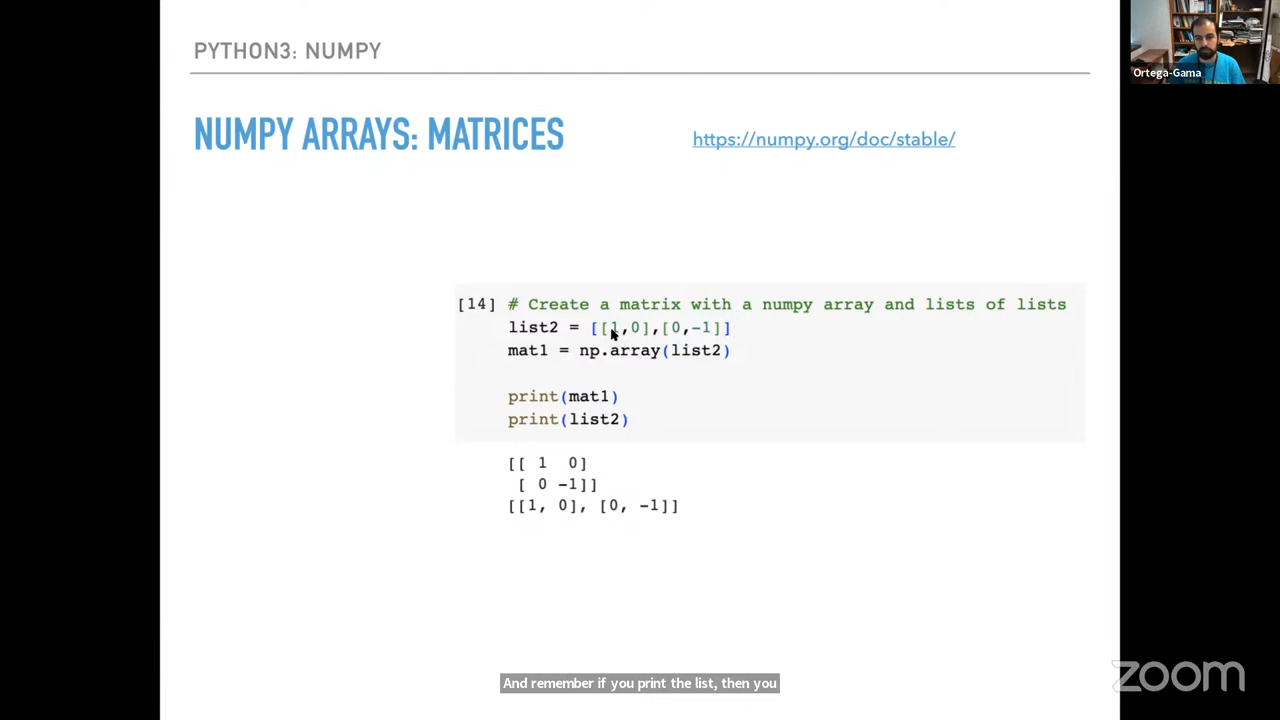 PYTHON3: NUMPY
NUMPY ARRAYS: MATRICES
https://numpy.org/doc/stable/
Ortega-Gama
[14] # Create a matrix with a numpy array and lists of lists
list2 = [[1,0],[0,-1]]
mat1 = np.array(list2)
print(mat1)
print(list2)
[[ 1  0]
 [ 0 -1]]
[[1, 0], [0, -1]]
And remember if you print the list, then you
zoom